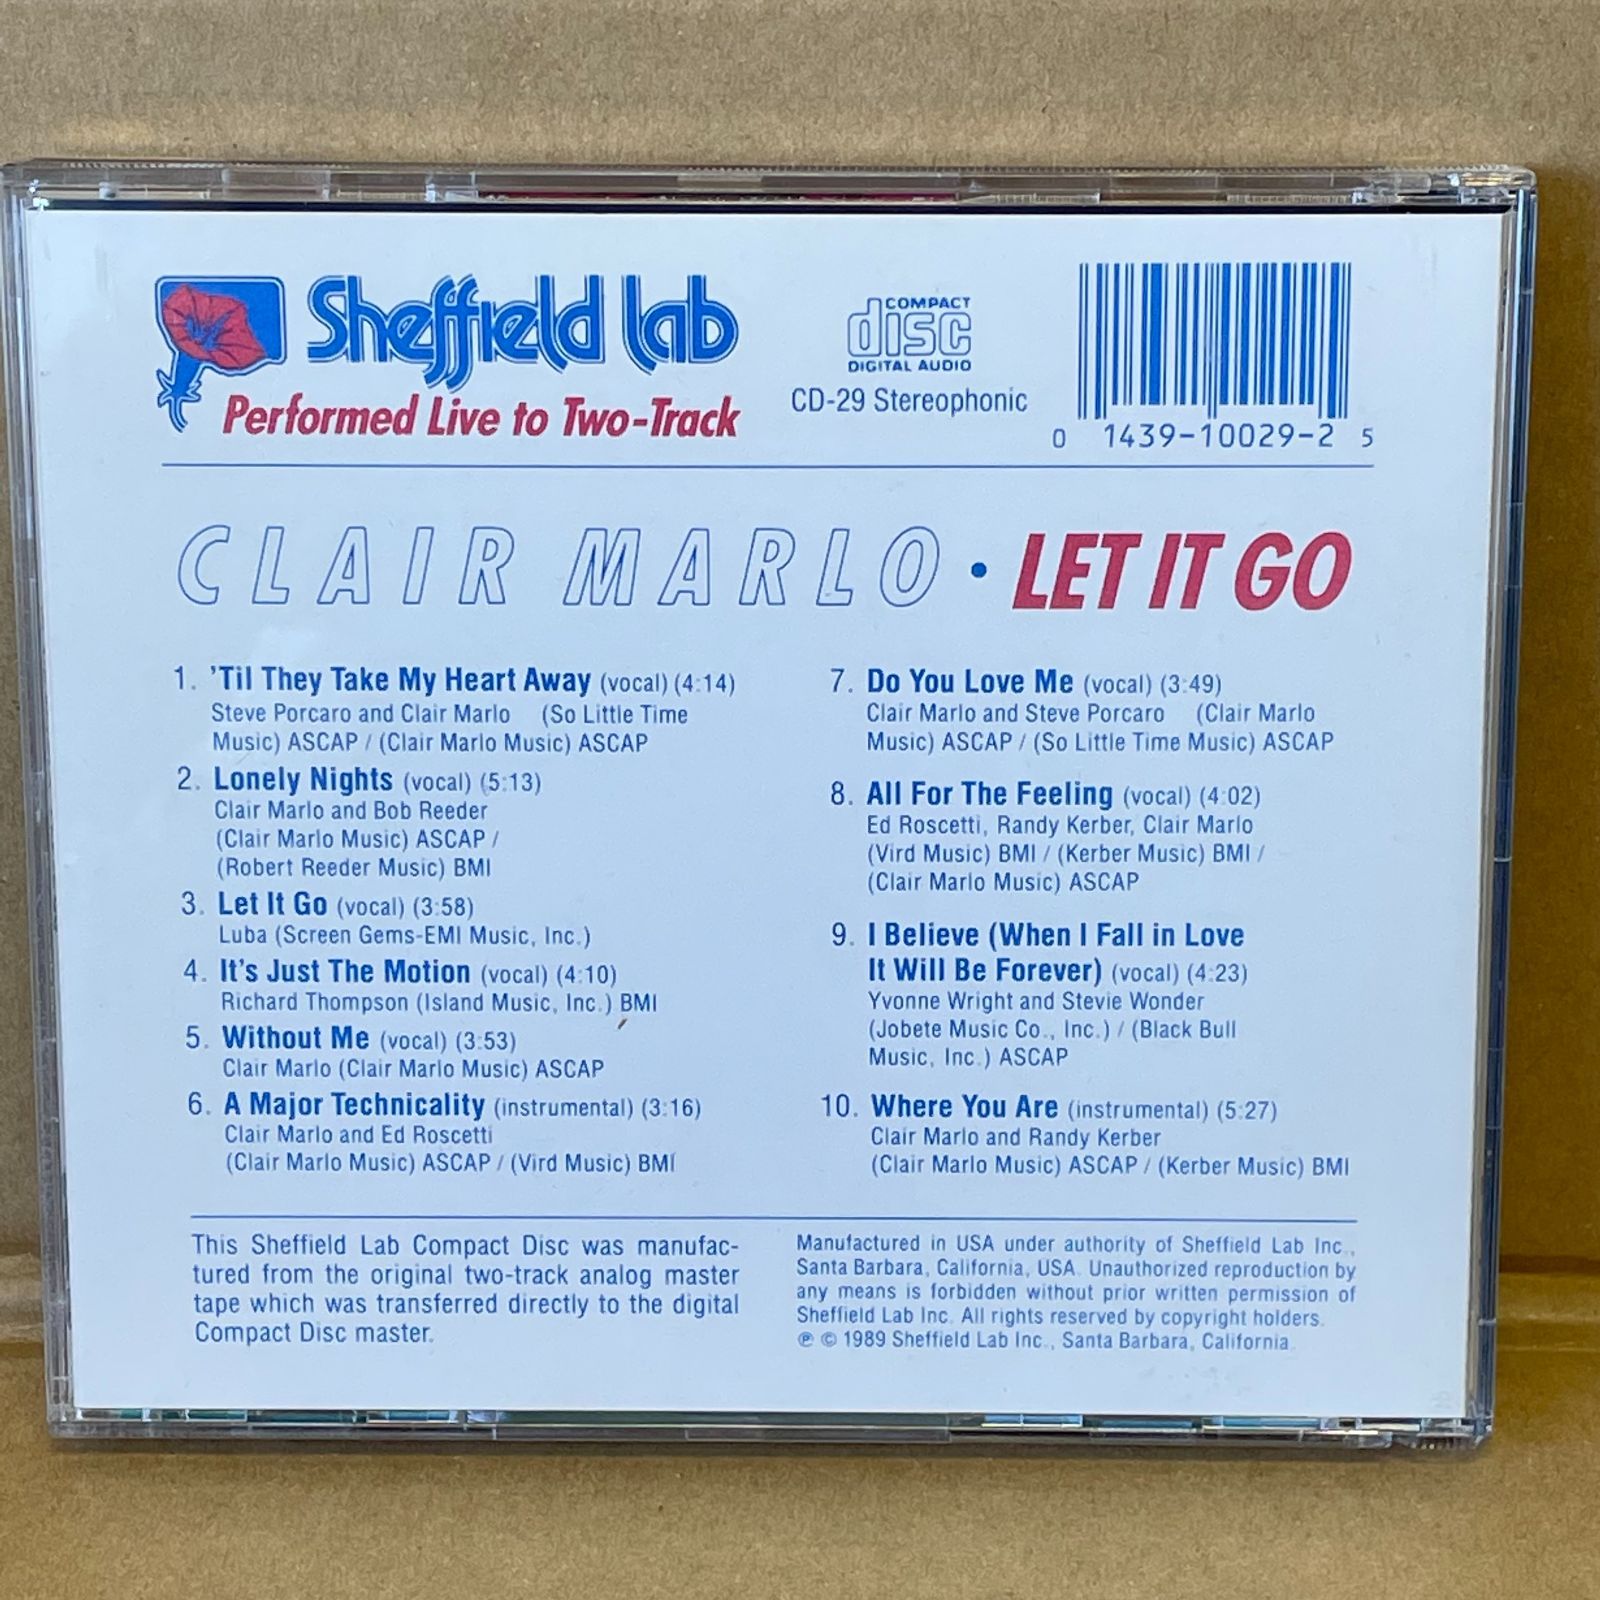 Sheffield Lab
Performed Live to Two-Track
COMPACT
disc
DIGITAL AUDIO
CD-29 Stereophonic
0 1439-10029-2 5
CLAIR MARLO • LET IT GO
1. 'Til They Take My Heart Away (vocal) (4:14)
Steve Porcaro and Clair Marlo (So Little Time
Music) ASCAP / (Clair Marlo Music) ASCAP
2. Lonely Nights (vocal) (5:13)
Clair Marlo and Bob Reeder
(Clair Marlo Music) ASCAP /
(Robert Reeder Music) BMI
3. Let It Go (vocal) (3:58)
Luba (Screen Gems-EMI Music, Inc.)
4. It's Just The Motion (vocal) (4:10)
Richard Thompson (Island Music, Inc.) BMI
5. Without Me (vocal) (3:53)
Clair Marlo (Clair Marlo Music) ASCAP
6. A Major Technicality (instrumental) (3:16)
Clair Marlo and Ed Roscetti
(Clair Marlo Music) ASCAP / (Vird Music) BMI
7. Do You Love Me (vocal) (3:49)
Clair Marlo and Steve Porcaro (Clair Marlo
Music) ASCAP / (So Little Time Music) ASCAP
8. All For The Feeling (vocal) (4:02)
Ed Roscetti, Randy Kerber, Clair Marlo
(Vird Music) BMI / (Kerber Music) BMI /
(Clair Marlo Music) ASCAP
9. I Believe (When I Fall in Love
It Will Be Forever) (vocal) (4:23)
Yvonne Wright and Stevie Wonder
(Jobete Music Co., Inc.) / (Black Bull
Music, Inc.) ASCAP
10. Where You Are (instrumental) (5:27)
Clair Marlo and Randy Kerber
(Clair Marlo Music) ASCAP / (Kerber Music) BMI
This Sheffield Lab Compact Disc was manufac-
tured from the original two-track analog master
tape which was transferred directly to the digital
Compact Disc master.
Manufactured in USA under authority of Sheffield Lab Inc.,
Santa Barbara, California, USA. Unauthorized reproduction by
any means is forbidden without prior written permission of
Sheffield Lab Inc. All rights reserved by copyright holders.
℗ © 1989 Sheffield Lab Inc., Santa Barbara, California.